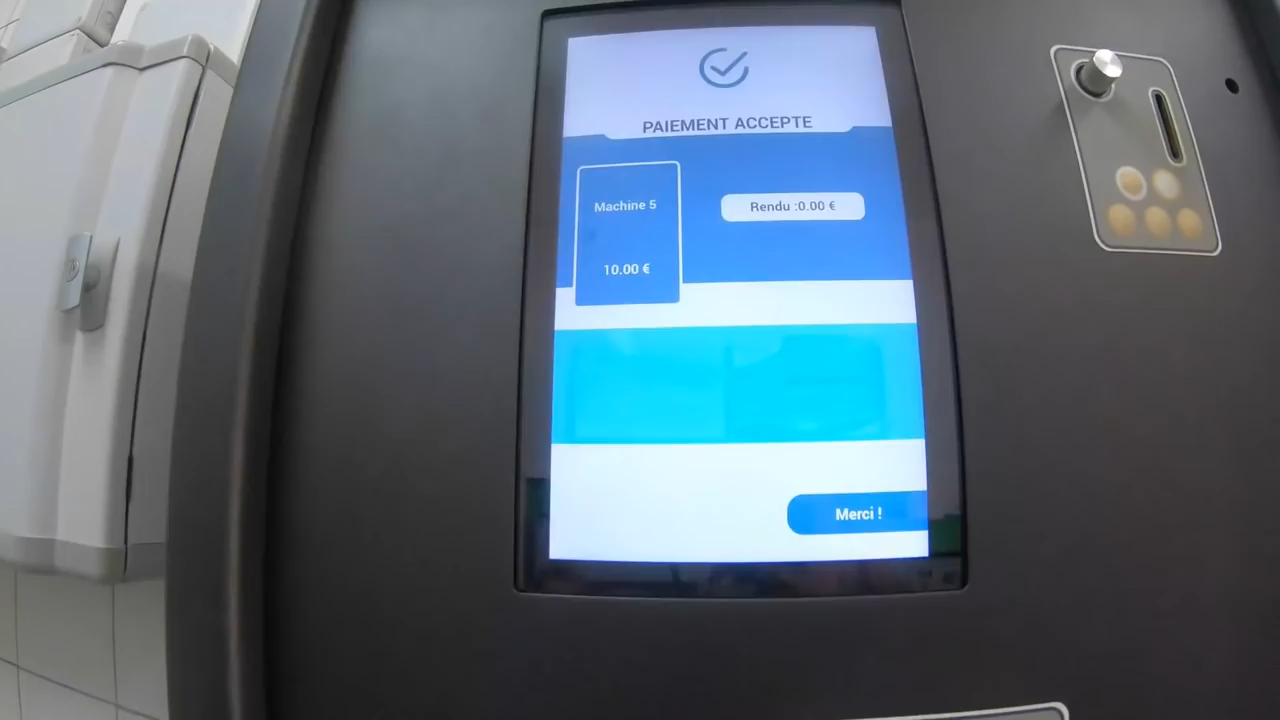 PAIEMENT ACCEPTE
Machine 5
Rendu :0.00 €
10.00 €
Merci !